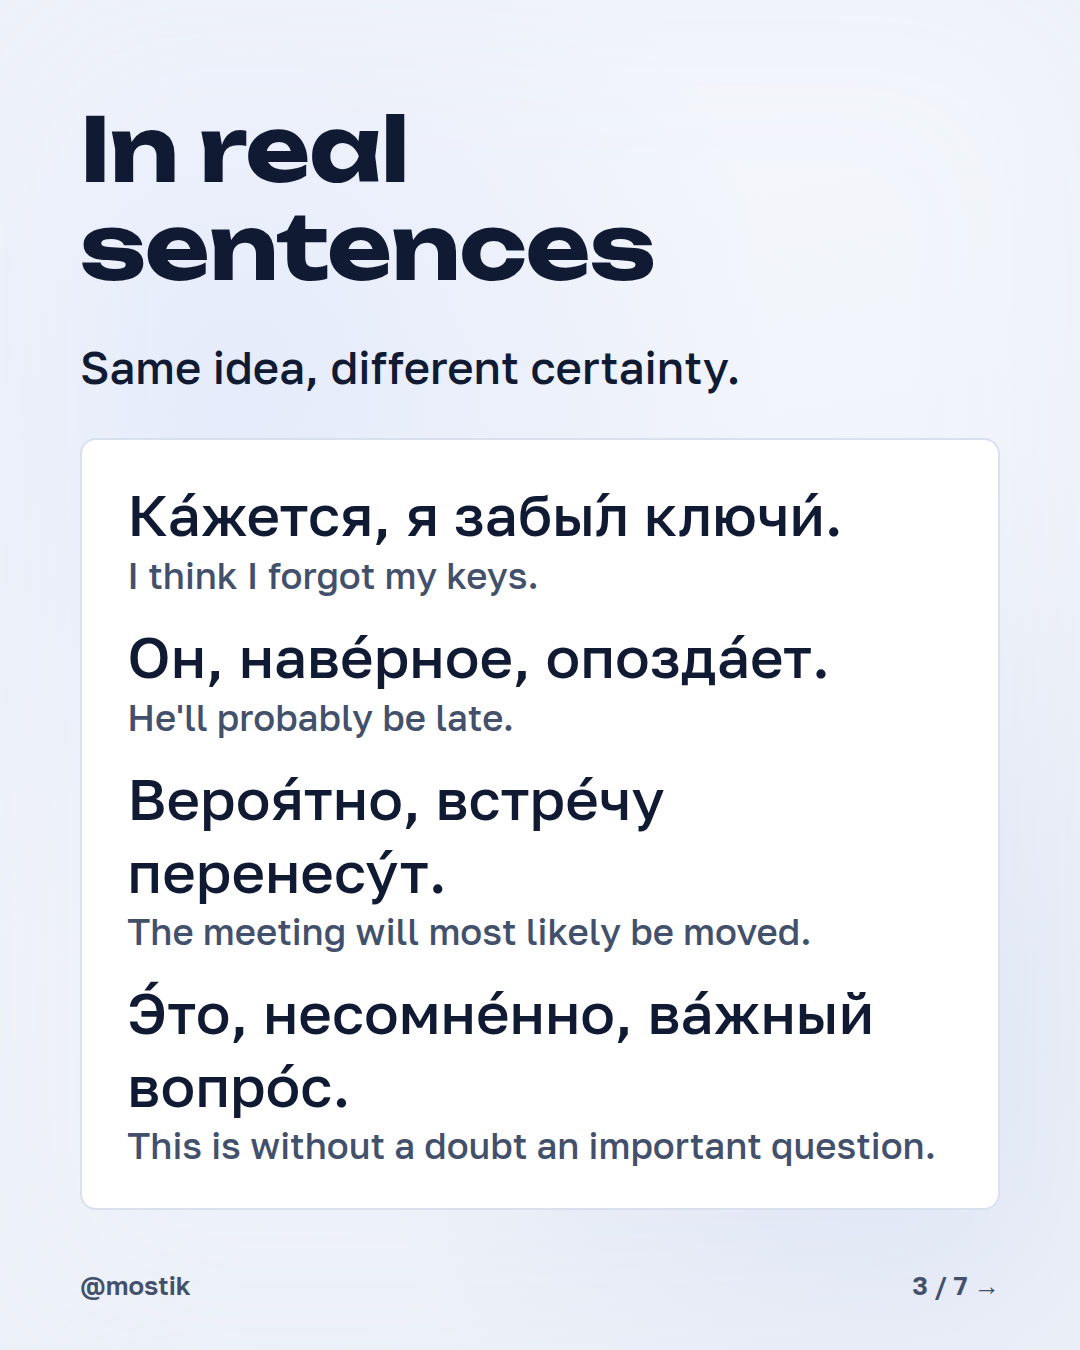 In real
sentences
Same idea, different certainty.
Ка́жется, я забы́л ключи́.
I think I forgot my keys.
Он, наве́рное, опозда́ет.
He'll probably be late.
Вероя́тно, встре́чу
перенесу́т.
The meeting will most likely be moved.
Э́то, несомне́нно, ва́жный
вопро́с.
This is without a doubt an important question.
@mostik
3 / 7 →